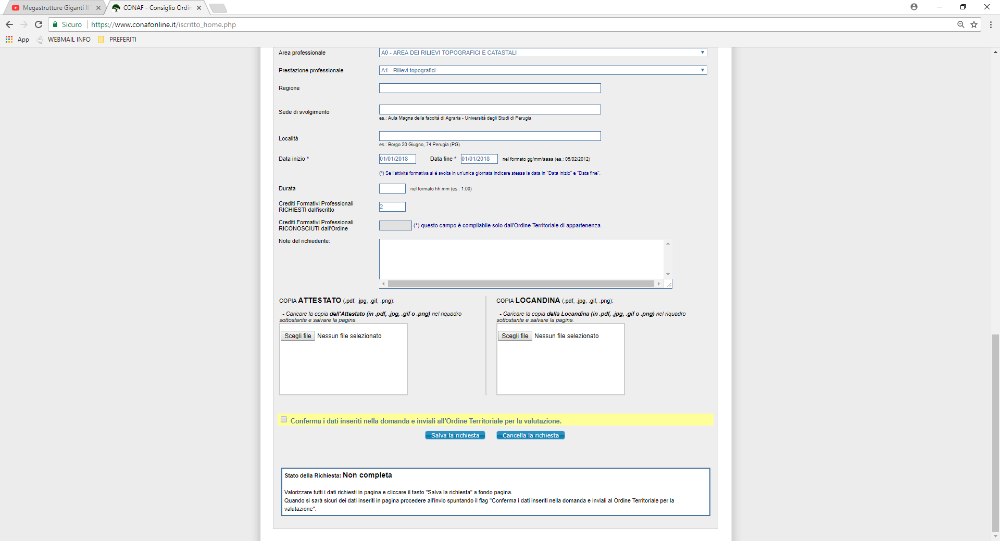 Megastrutture Giganti Il
CONAF - Consiglio Ordin
Sicuro
https://www.conafonline.it/iscritto_home.php
App
WEBMAIL INFO
PREFERITI
Area professionale
A0 - AREA DEI RILIEVI TOPOGRAFICI E CATASTALI
Prestazione professionale
A1 - Rilievi topografici
Regione
Sede di svolgimento
es.: Aula Magna della facoltà di Agraria - Università degli Studi di Perugia
Località
es.: Borgo 20 Giugno, 74 Perugia (PG)
Data inizio *
01/01/2018
Data fine *
01/01/2018
nel formato gg/mm/aaaa (es.: 05/02/2012)
(*) Se l'attività formativa si è svolta in un'unica giornata indicare stessa la data in "Data inizio" e "Data fine".
Durata
nel formato hh:mm (es.: 1:00)
Crediti Formativi Professionali
RICHIESTI dall'iscritto
2
Crediti Formativi Professionali
RICONOSCIUTI dall'Ordine
(*) questo campo è compilabile solo dall'Ordine Territoriale di appartenenza.
Note del richiedente:
COPIA ATTESTATO (.pdf, .jpg, .gif, .png):
- Caricare la copia dell'Attestato (in .pdf, .jpg, .gif o .png) nel riquadro
sottostante e salvare la pagina.
Scegli file
Nessun file selezionato
COPIA LOCANDINA (.pdf, .jpg, .gif, .png):
- Caricare la copia della Locandina (in .pdf, .jpg, .gif o .png) nel riquadro
sottostante e salvare la pagina.
Scegli file
Nessun file selezionato
Conferma i dati inseriti nella domanda e inviali all'Ordine Territoriale per la valutazione.
Salva la richiesta
Cancella la richiesta
Stato della Richiesta: Non completa
Valorizzare tutti i dati richiesti in pagina e cliccare il tasto "Salva la richiesta" a fondo pagina.
Quando si sarà sicuri dei dati inseriti in pagina procedere all'invio spuntando il flag "Conferma i dati inseriti nella domanda e inviali al Ordine Territoriale per la
valutazione".